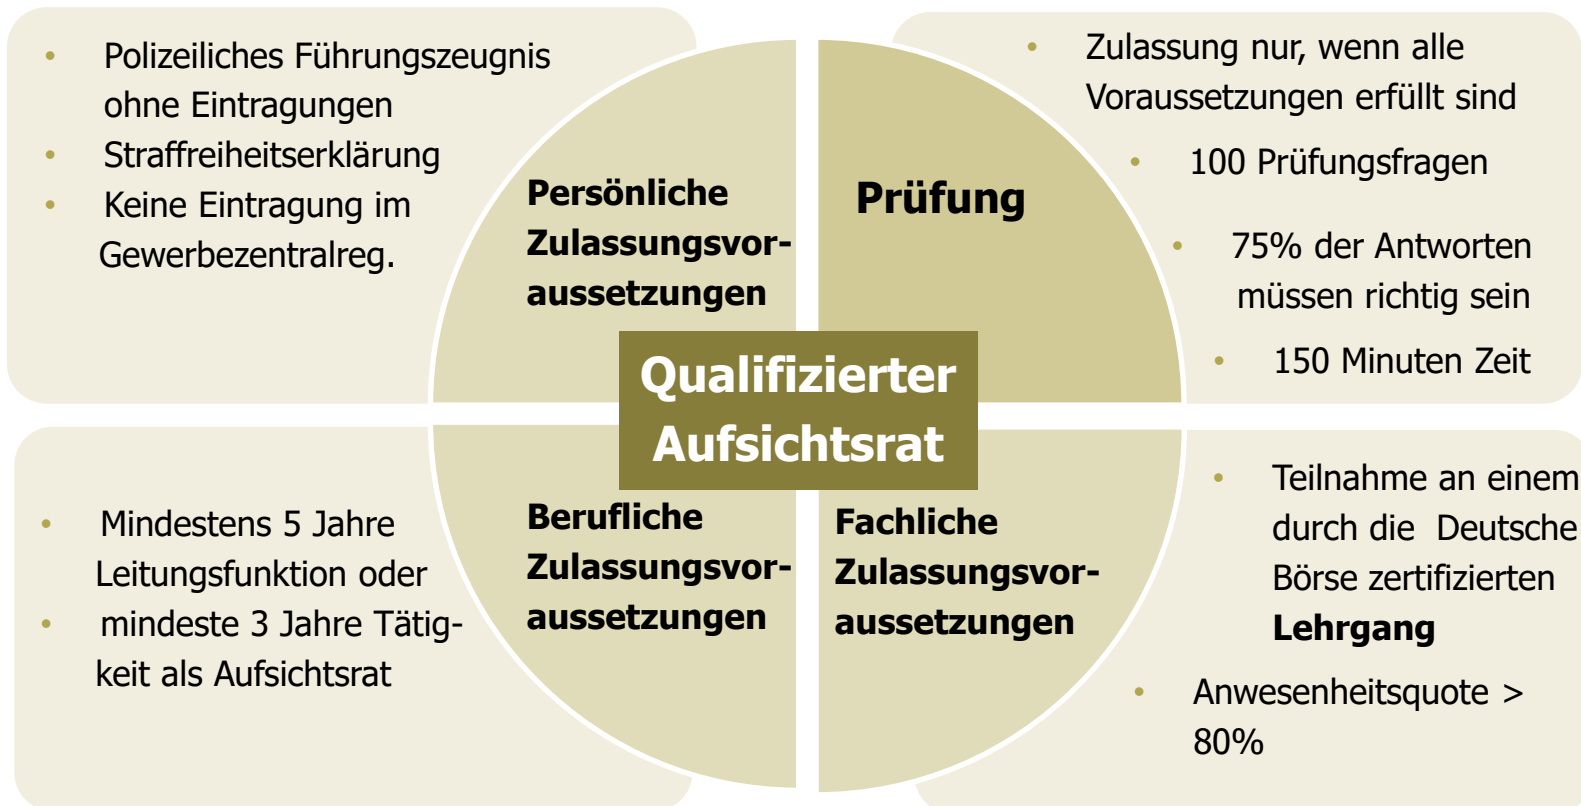 • Polizeiliches Führungszeugnis
ohne Eintragungen
• Straffreiheitserklärung
• Keine Eintragung im
Gewerbezentralreg.
Persönliche
Zulassungsvor-
aussetzungen
Prüfung
• Zulassung nur, wenn alle
Voraussetzungen erfüllt sind
• 100 Prüfungsfragen
• 75% der Antworten
müssen richtig sein
• 150 Minuten Zeit
Qualifizierter
Aufsichtsrat
• Mindestens 5 Jahre
Leitungsfunktion oder
• mindeste 3 Jahre Tätig-
keit als Aufsichtsrat
Berufliche
Zulassungsvor-
aussetzungen
Fachliche
Zulassungsvor-
aussetzungen
• Teilnahme an einem
durch die Deutsche
Börse zertifizierten
Lehrgang
• Anwesenheitsquote >
80%